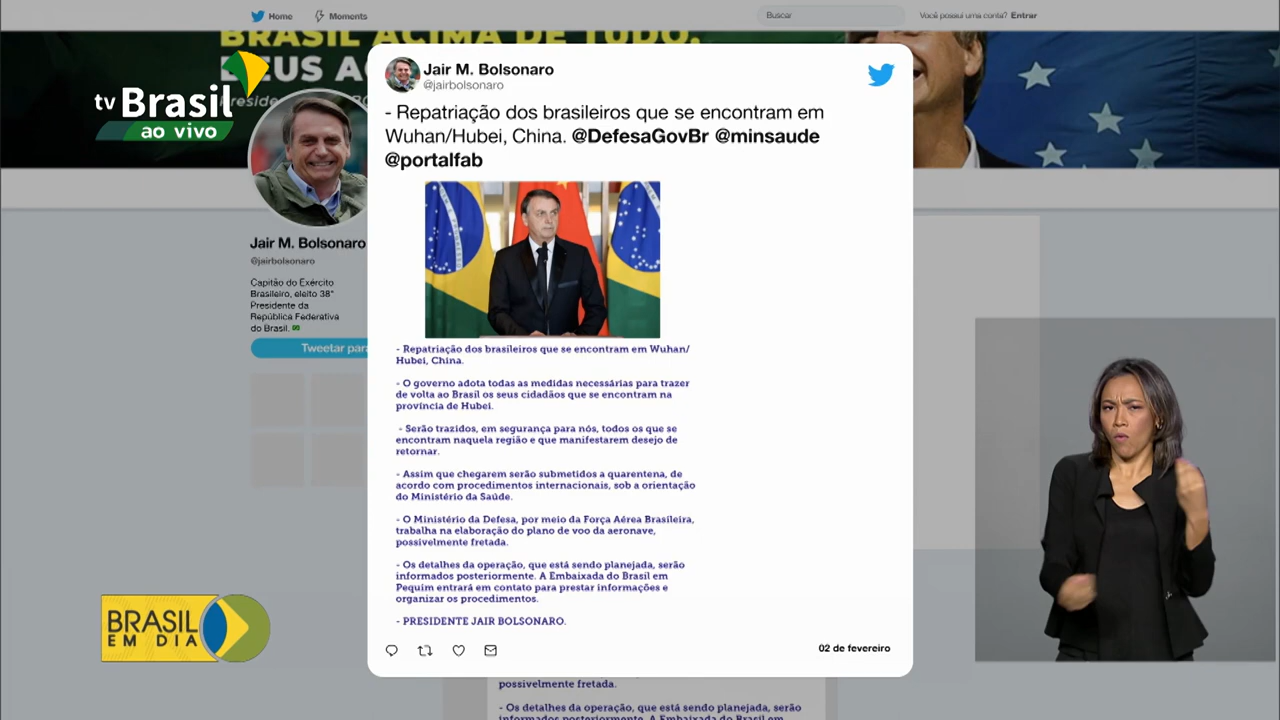 Home
Moments
Buscar
Você possui uma conta? Entrar
BRASIL ACIMA DE TUDO,
DEUS AC
Preside
tv Brasil
ao vivo
Jair M. Bolsonaro
@jairbolsonaro
Capitão do Exército
Brasileiro, eleito 38°
Presidente da
República Federativa
do Brasil.
Tweetar par
Jair M. Bolsonaro
@jairbolsonaro
- Repatriação dos brasileiros que se encontram em
Wuhan/Hubei, China. @DefesaGovBr @minsaude
@portalfab
- Repatriação dos brasileiros que se encontram em Wuhan/
Hubei, China.
- O governo adota todas as medidas necessárias para trazer
de volta ao Brasil os seus cidadãos que se encontram na
província de Hubei.
- Serão trazidos, em segurança para nós, todos os que se
encontram naquela região e que manifestarem desejo de
retornar.
- Assim que chegarem serão submetidos a quarentena, de
acordo com procedimentos internacionais, sob a orientação
do Ministério da Saúde.
- O Ministério da Defesa, por meio da Força Aérea Brasileira,
trabalha na elaboração do plano de voo da aeronave,
possivelmente fretada.
- Os detalhes da operação, que está sendo planejada, serão
informados posteriormente. A Embaixada do Brasil em
Pequim entrará em contato para prestar informações e
organizar os procedimentos.
- PRESIDENTE JAIR BOLSONARO.
02 de fevereiro
BRASIL
EM DIA
possivelmente fretada.
- Os detalhes da operação, que está sendo planejada, serão
informados posteriormente. A Embaixada do Brasil em